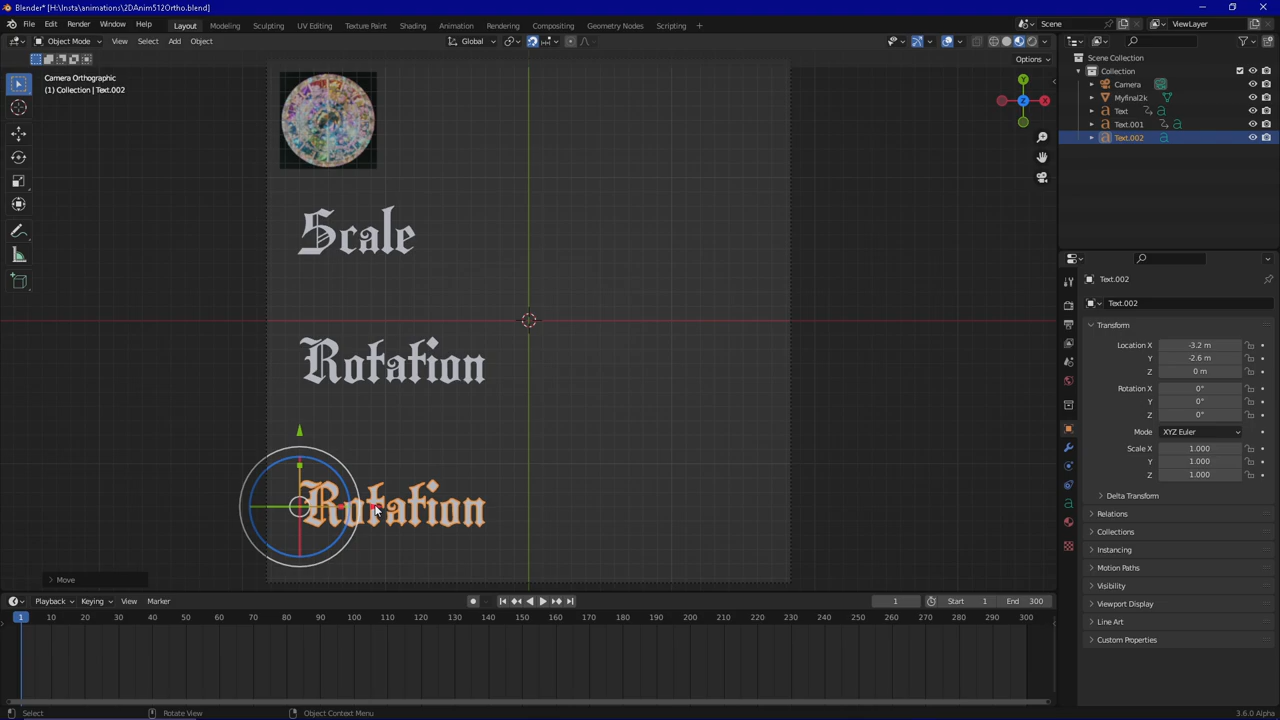 Blender* [H:\Insta\animations\2DAnim512Ortho.blend]
File Edit Render Window Help Layout Modeling Sculpting UV Editing Texture Paint Shading Animation Rendering Compositing Geometry Nodes Scripting + Scene ViewLayer
Object Mode View Select Add Object Global
Options
Camera Orthographic
(1) Collection | Text.002
Y
Z
X
Scale
Rotation
Rotation
Move
Scene Collection
Collection
Camera
Myfinal2k
Text
Text.001
Text.002
Text.002
Text.002
Transform
Location X -3.2 m
Y -2.6 m
Z 0 m
Rotation X 0°
Y 0°
Z 0°
Mode XYZ Euler
Scale X 1.000
Y 1.000
Z 1.000
Delta Transform
Relations
Collections
Instancing
Motion Paths
Visibility
Viewport Display
Line Art
Custom Properties
Playback Keying View Marker 1 Start 1 End 300
1 10 20 30 40 50 60 70 80 90 100 110 120 130 140 150 160 170 180 190 200 210 220 230 240 250 260 270 280 290 300
Select Rotate View Object Context Menu 3.6.0 Alpha